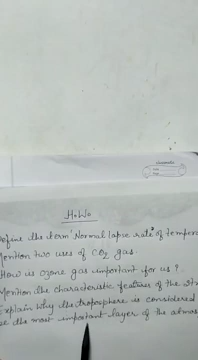 H.W.
Define the term 'Normal lapse rate' of tempera
Mention two uses of CO₂ gas.
How is ozone gas important for us?
Mention the characteristic features of the stra
Explain why the troposphere is considered
the most important layer of the atmos